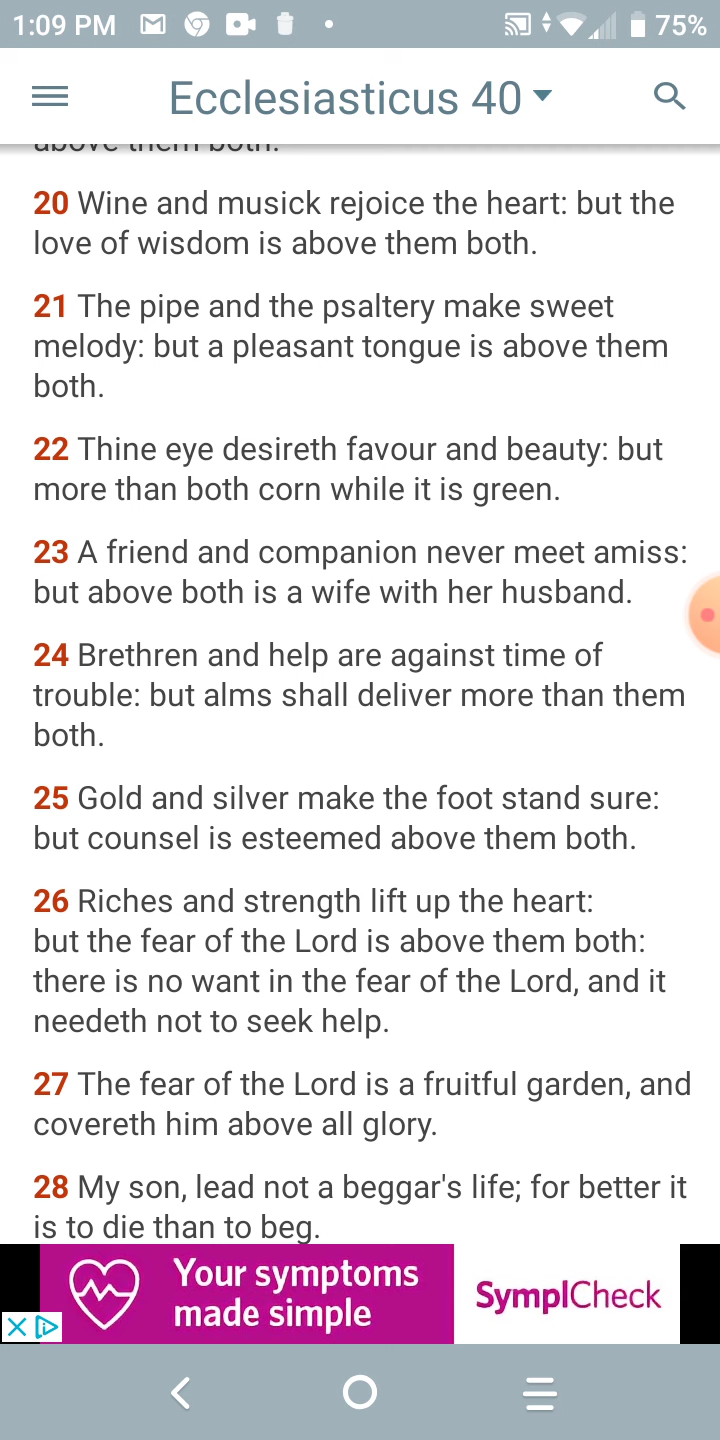 1:09 PM 75%
Ecclesiasticus 40
above them both.
20 Wine and musick rejoice the heart: but the
love of wisdom is above them both.
21 The pipe and the psaltery make sweet
melody: but a pleasant tongue is above them
both.
22 Thine eye desireth favour and beauty: but
more than both corn while it is green.
23 A friend and companion never meet amiss:
but above both is a wife with her husband.
24 Brethren and help are against time of
trouble: but alms shall deliver more than them
both.
25 Gold and silver make the foot stand sure:
but counsel is esteemed above them both.
26 Riches and strength lift up the heart:
but the fear of the Lord is above them both:
there is no want in the fear of the Lord, and it
needeth not to seek help.
27 The fear of the Lord is a fruitful garden, and
covereth him above all glory.
28 My son, lead not a beggar's life; for better it
is to die than to beg.
Your symptoms
made simple
SymplCheck